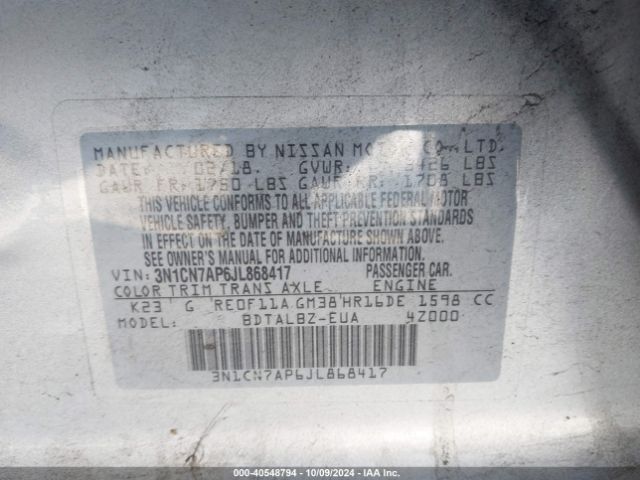 MANUFACTURED BY NISSAN MOTOR CO., LTD.
DATE: 02/18. GVWR: 3426 LBS
GAWR FR: 1750 LBS GAWR RR: 1708 LBS
THIS VEHICLE CONFORMS TO ALL APPLICABLE FEDERAL MOTOR
VEHICLE SAFETY, BUMPER AND THEFT PREVENTION STANDARDS
IN EFFECT ON THE DATE OF MANUFACTURE SHOWN ABOVE.
SEE OWNER'S MANUAL FOR ADDITIONAL INFORMATION.
VIN: 3N1CN7AP6JL868417 PASSENGER CAR.
COLOR TRIM TRANS AXLE ENGINE
K23 G RE0F11A GM38 HR16DE 1598 CC
MODEL: BDTALBZ-EUA 4Z000
3N1CN7AP6JL868417
000-40548794 - 10/09/2024 - IAA Inc.